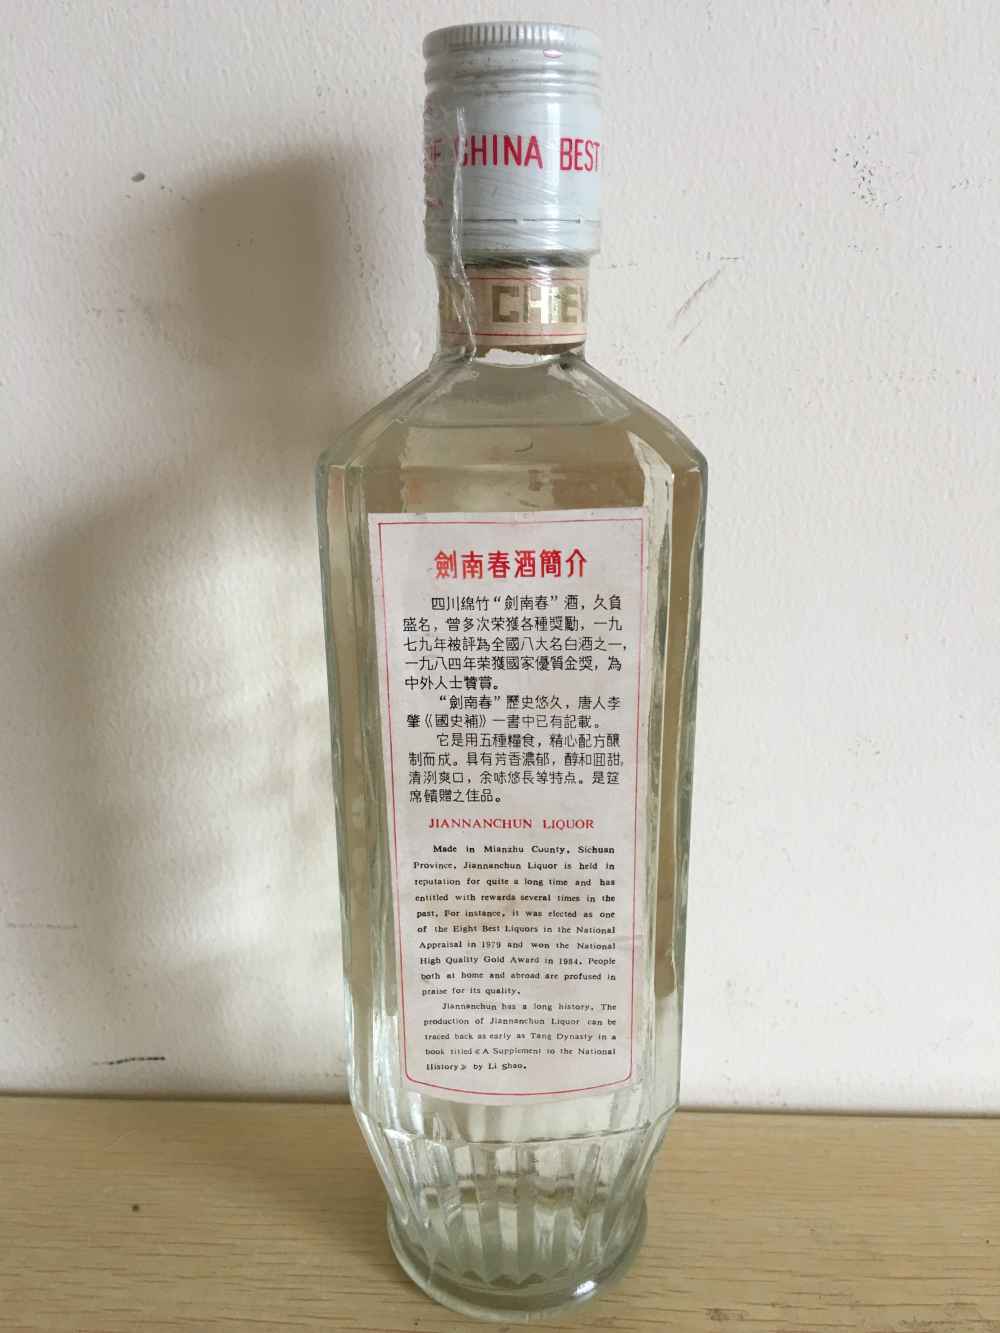 CHINA BEST
CHE
劍南春酒簡介
四川绵竹“劍南春”酒，久負
盛名，曾多次荣獲各種獎勵，一九
七九年被評為全國八大名白酒之一，
一九八四年荣獲國家優質金獎，為
中外人士贊賞。
“劍南春”歷史悠久，唐人李
肇《國史補》一書中已有記載。
它是用五種糧食，精心配方釀
制而成。具有芳香濃郁，醇和回甜，
清冽爽口，余味悠長等特点。是筵
席饋贈之佳品。
JIANNANCHUN LIQUOR
Made in Mianzhu County, Sichuan
Province, Jiannanchun Liquor is held in
reputation for quite a long time and has
entitled with rewards several times in the
past, For instance, it was elected as one
of the Eight Best Liquors in the National
Appraisal in 1979 and won the National
High Quality Gold Award in 1984. People
both at home and abroad are profused in
praise for its quality.
Jiannanchun has a long history, The
production of Jiannanchun Liquor can be
traced back as early as Tang Dynasty in a
book titled《A Supplement to the National
History》 by Li Shao.